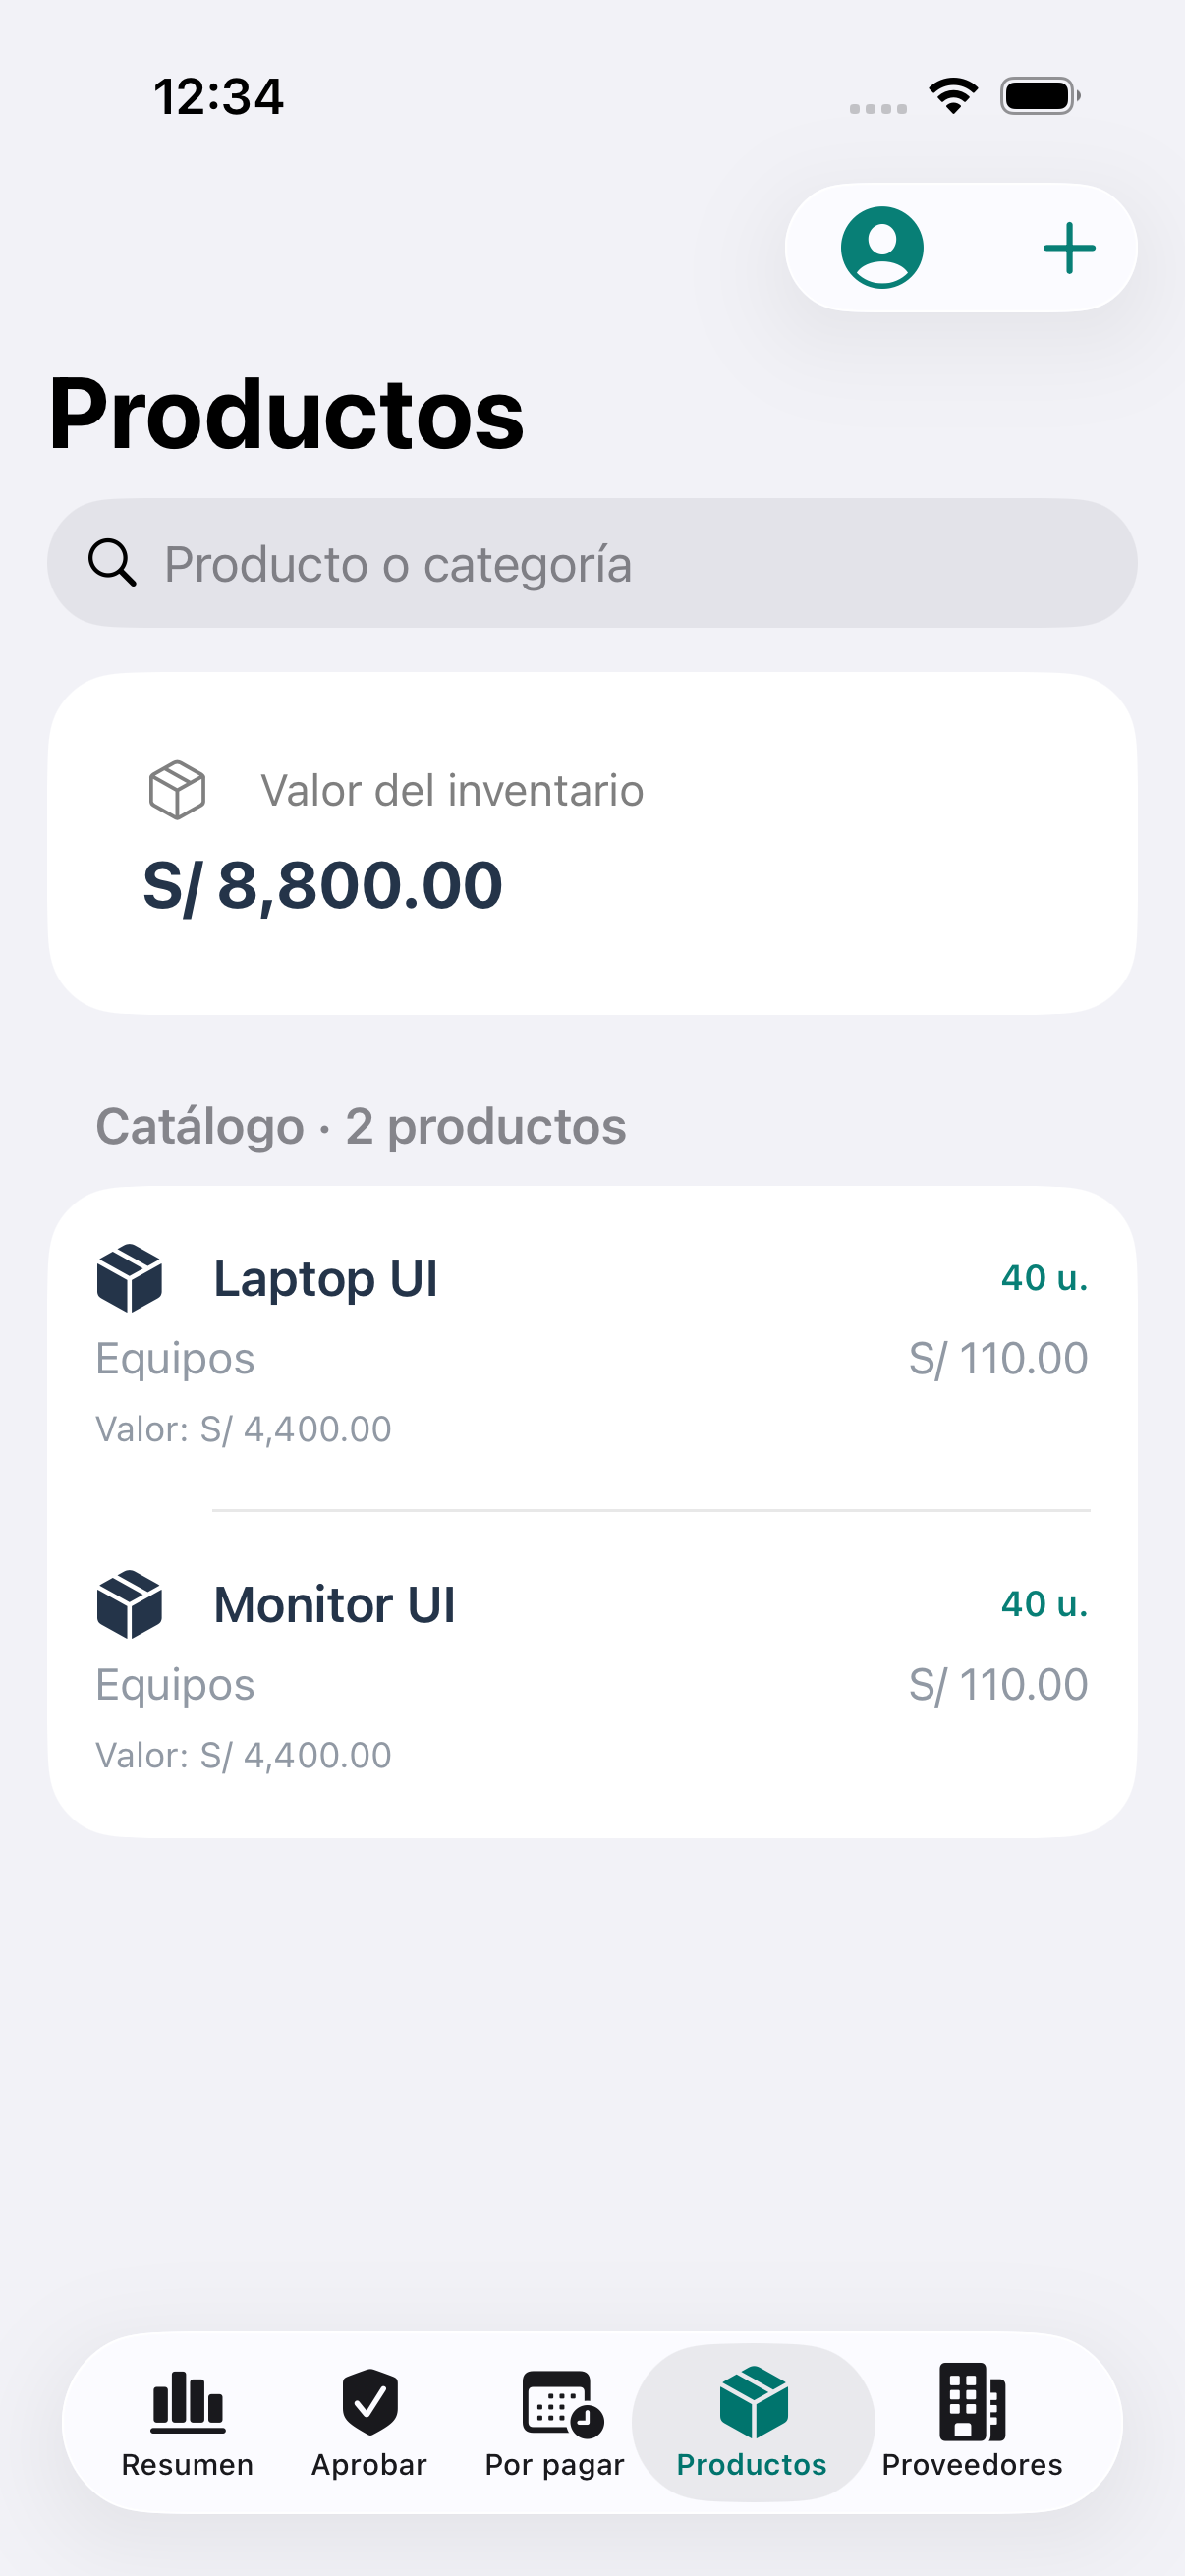 12:34
Productos
Producto o categoría
Valor del inventario
S/ 8,800.00
Catálogo · 2 productos
Laptop UI
40 u.
Equipos
S/ 110.00
Valor: S/ 4,400.00
Monitor UI
40 u.
Equipos
S/ 110.00
Valor: S/ 4,400.00
Resumen
Aprobar
Por pagar
Productos
Proveedores